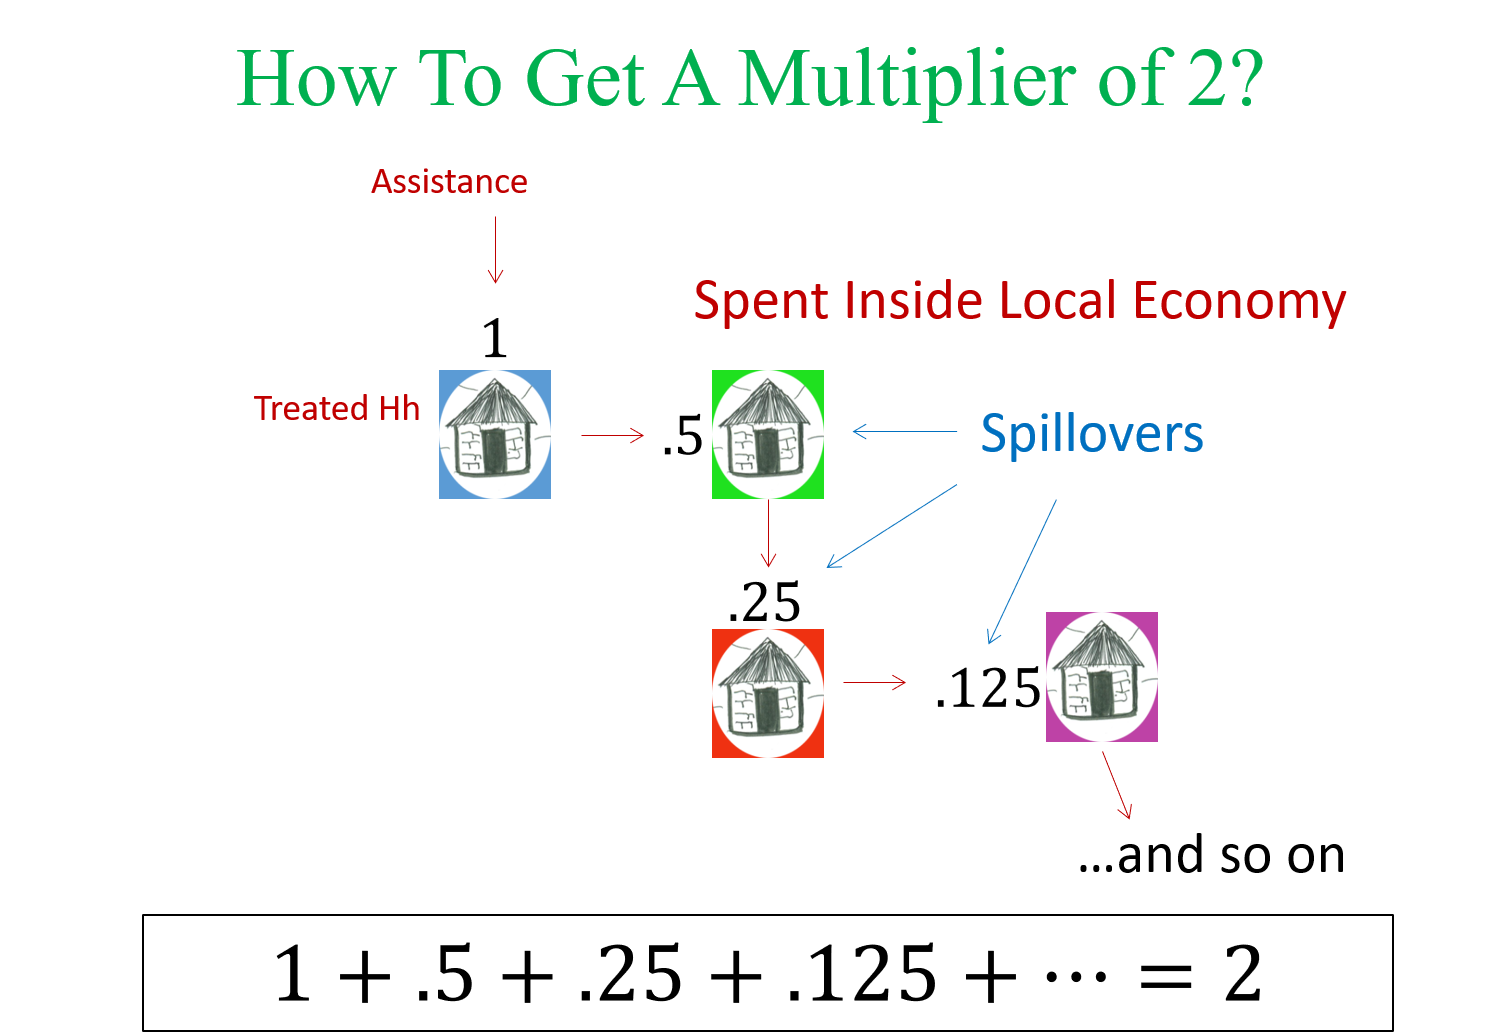 How To Get A Multiplier of 2?
Assistance
Spent Inside Local Economy
1
Treated Hh
.5
Spillovers
.25
.125
...and so on
1 + .5 + .25 + .125 + ⋯ = 2